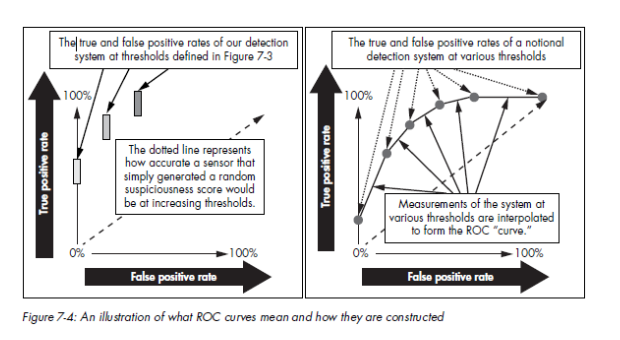 The true and false positive rates of our detection
system at thresholds defined in Figure 7-3
100%
True positive rate
The dotted line represents
how accurate a sensor that
simply generated a random
suspiciousness score would
be at increasing thresholds.
0%
100%
False positive rate
The true and false positive rates of a notional
detection system at various thresholds
100%
True positive rate
Measurements of the system at
various thresholds are interpolated
to form the ROC “curve.”
0%
100%
False positive rate
Figure 7-4: An illustration of what ROC curves mean and how they are constructed